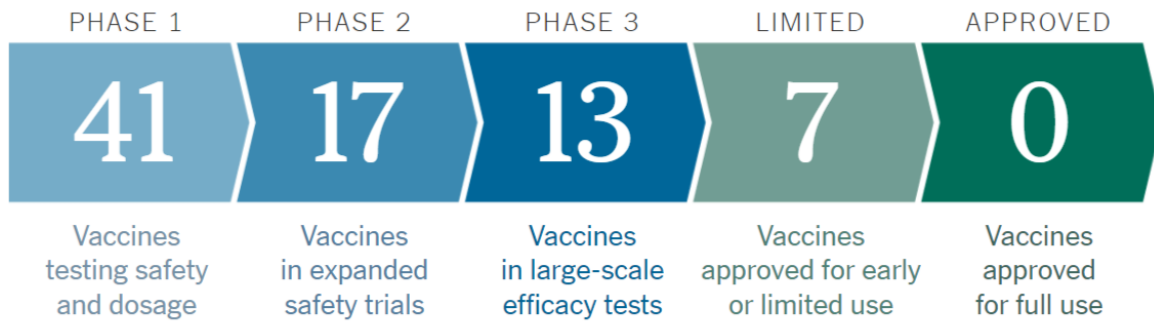 PHASE 1 PHASE 2 PHASE 3 LIMITED APPROVED
41 17 13 7 0
Vaccines Vaccines Vaccines Vaccines Vaccines
testing safety in expanded in large-scale approved for early approved
and dosage safety trials efficacy tests or limited use for full use